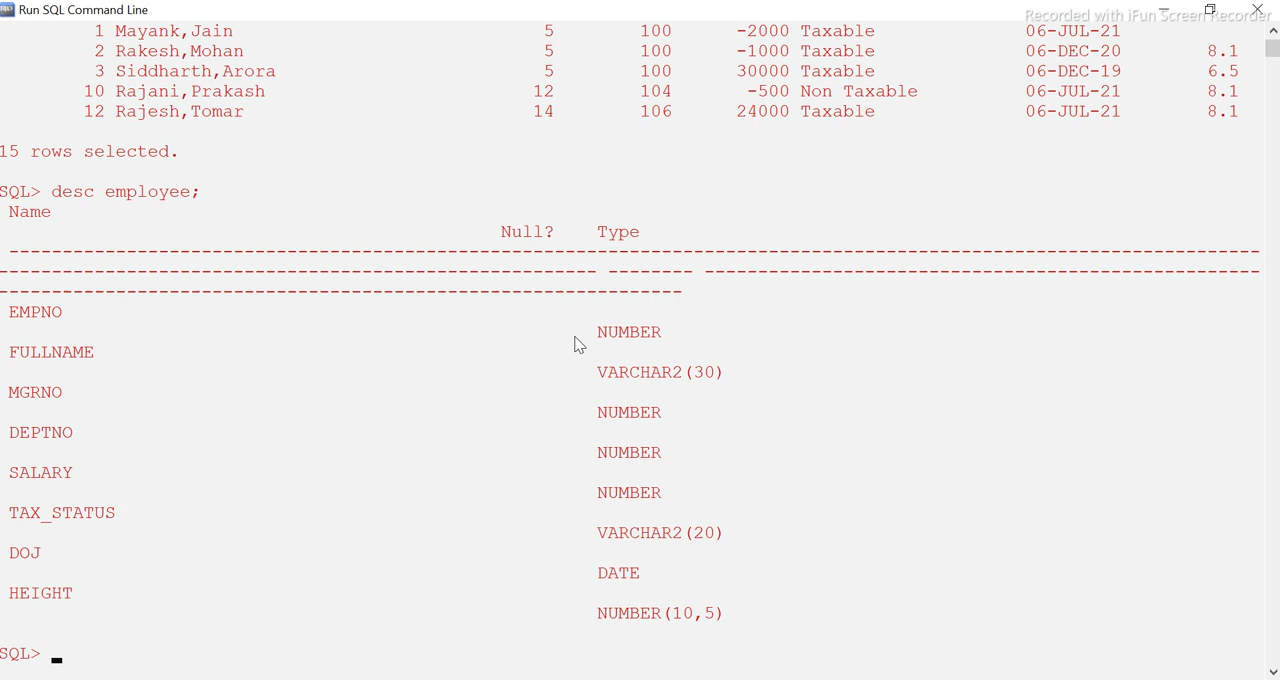 Run SQL Command Line
Recorded with iFun Screen Recorder
1 Mayank,Jain 5 100 -2000 Taxable 06-JUL-21
2 Rakesh,Mohan 5 100 -1000 Taxable 06-DEC-20 8.1
3 Siddharth,Arora 5 100 30000 Taxable 06-DEC-19 6.5
10 Rajani,Prakash 12 104 -500 Non Taxable 06-JUL-21 8.1
12 Rajesh,Tomar 14 106 24000 Taxable 06-JUL-21 8.1
15 rows selected.
SQL> desc employee;
Name
Null? Type
EMPNO
NUMBER
FULLNAME
VARCHAR2(30)
MGRNO
NUMBER
DEPTNO
NUMBER
SALARY
NUMBER
TAX_STATUS
VARCHAR2(20)
DOJ
DATE
HEIGHT
NUMBER(10,5)
SQL>